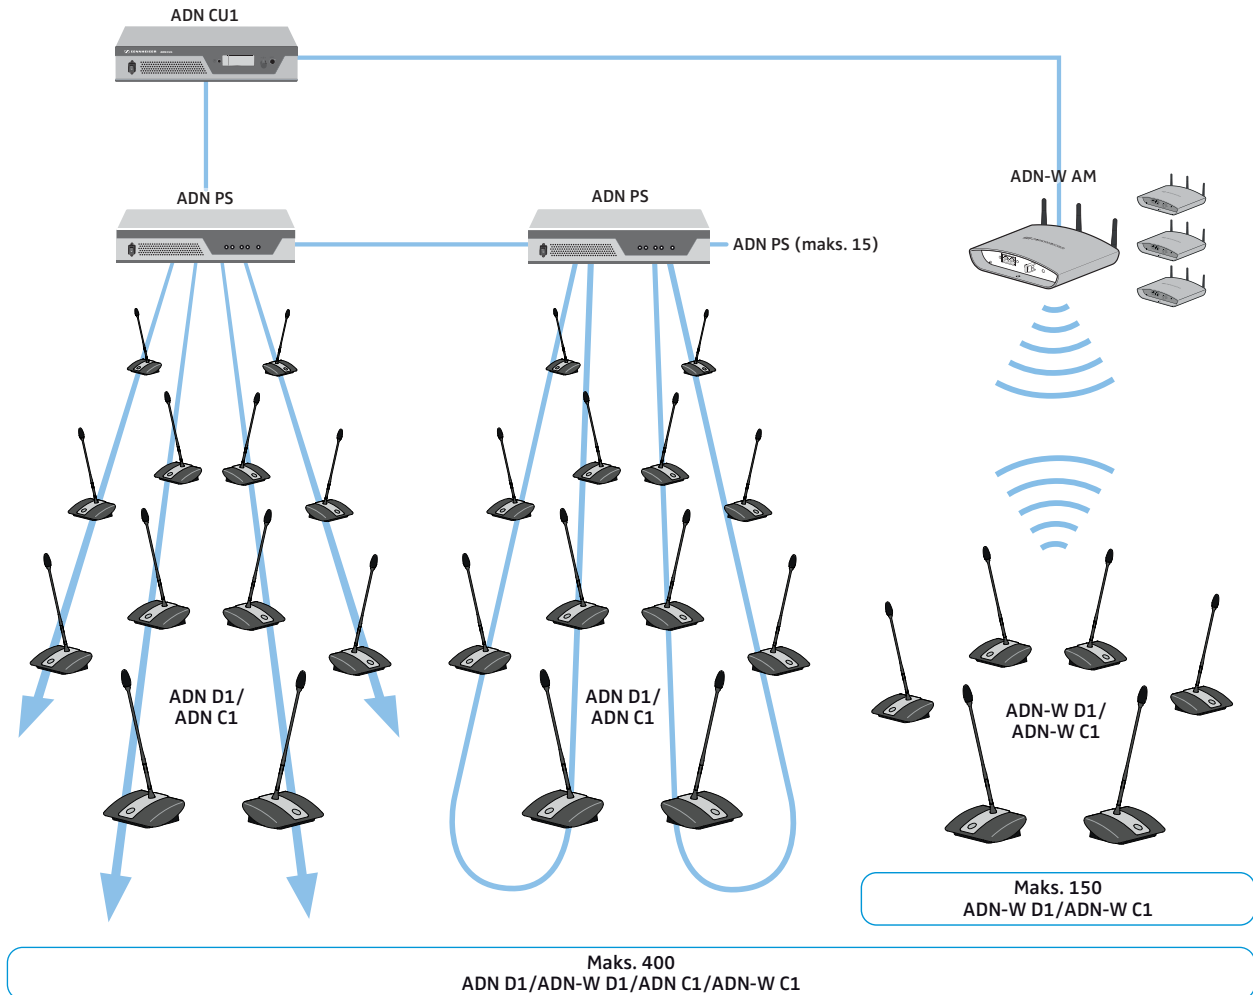 ADN CU1
SENNHEISER
ADN PS
ADN PS
ADN PS (maks. 15)
ADN-W AM
ADN D1/
ADN C1
ADN D1/
ADN C1
ADN-W D1/
ADN-W C1
Maks. 150
ADN-W D1/ADN-W C1
Maks. 400
ADN D1/ADN-W D1/ADN C1/ADN-W C1